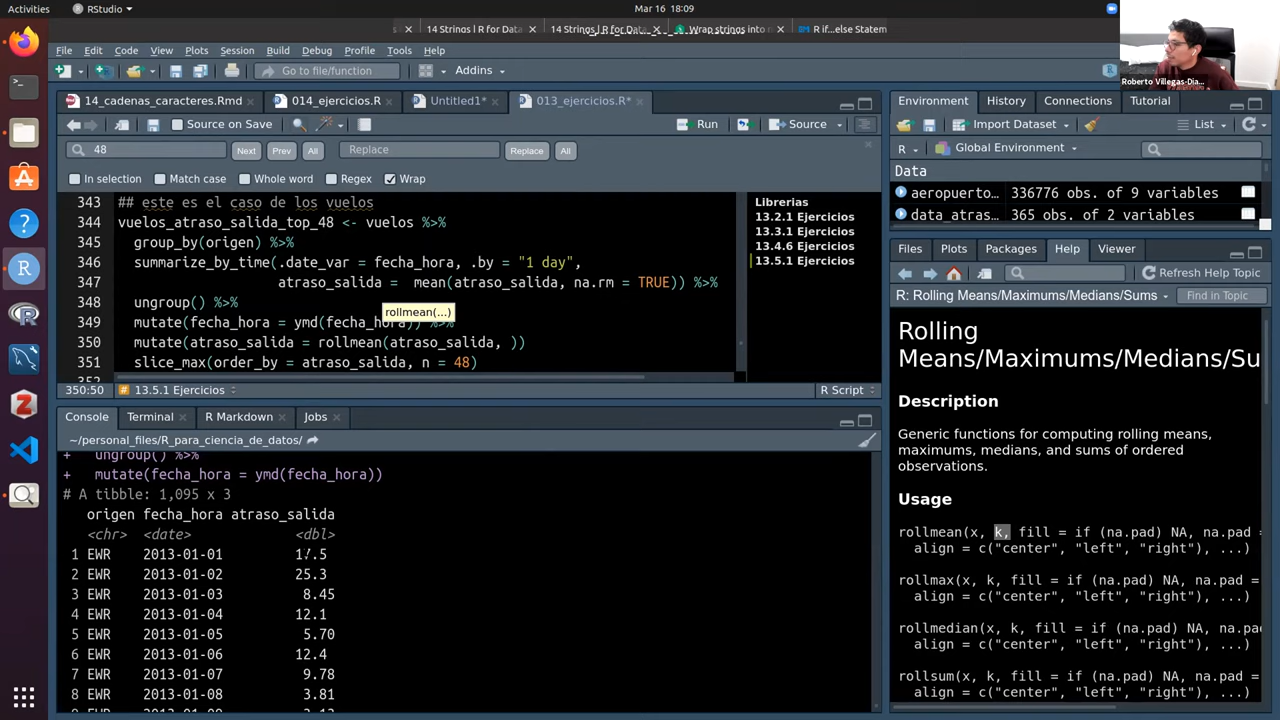 Activities
RStudio
Mar 16 18:09
14 Strings | R for Data_
14 Strings | R for Data_
Wrap strings into
R if...else Statem
Roberto Villegas-Dia...
File Edit Code View Plots Session Build Debug Profile Tools Help
Go to file/function
Addins
14_cadenas_caracteres.Rmd
014_ejercicios.R
Untitled1*
013_ejercicios.R*
Source on Save
Run
Source
48
Next Prev All
Replace
Replace All
In selection Match case Whole word Regex Wrap
343 ## este es el caso de los vuelos
344 vuelos_atraso_salida_top_48 <- vuelos %>%
345 group_by(origen) %>%
346 summarize_by_time(.date_var = fecha_hora, .by = "1 day",
347 atraso_salida = mean(atraso_salida, na.rm = TRUE)) %>%
348 ungroup() %>%
rollmean(...)
349 mutate(fecha_hora = ymd(fecha_hora)) %>%
350 mutate(atraso_salida = rollmean(atraso_salida, ))
351 slice_max(order_by = atraso_salida, n = 48)
352
Librerias
13.2.1 Ejercicios
13.3.1 Ejercicios
13.4.6 Ejercicios
13.5.1 Ejercicios
350:50 # 13.5.1 Ejercicios
R Script
Console Terminal R Markdown Jobs
~/personal_files/R_para_ciencia_de_datos/
+ ungroup() %>%
+ mutate(fecha_hora = ymd(fecha_hora))
# A tibble: 1,095 x 3
origen fecha_hora atraso_salida
<chr> <date> <dbl>
1 EWR 2013-01-01 17.5
2 EWR 2013-01-02 25.3
3 EWR 2013-01-03 8.45
4 EWR 2013-01-04 12.1
5 EWR 2013-01-05 5.70
6 EWR 2013-01-06 12.4
7 EWR 2013-01-07 9.78
8 EWR 2013-01-08 3.81
Environment History Connections Tutorial
Import Dataset
List
R Global Environment
Data
aeropuerto... 336776 obs. of 9 variables
data_atras... 365 obs. of 2 variables
Files Plots Packages Help Viewer
Refresh Help Topic
R: Rolling Means/Maximums/Medians/Sums
Find in Topic
Rolling
Means/Maximums/Medians/Su
Description
Generic functions for computing rolling means,
maximums, medians, and sums of ordered
observations.
Usage
rollmean(x, k, fill = if (na.pad) NA, na.pad =
align = c("center", "left", "right"), ...)
rollmax(x, k, fill = if (na.pad) NA, na.pad =
align = c("center", "left", "right"), ...)
rollmedian(x, k, fill = if (na.pad) NA, na.pa
align = c("center", "left", "right"), ...)
rollsum(x, k, fill = if (na.pad) NA, na.pad =
align = c("center", "left", "right"), ...)